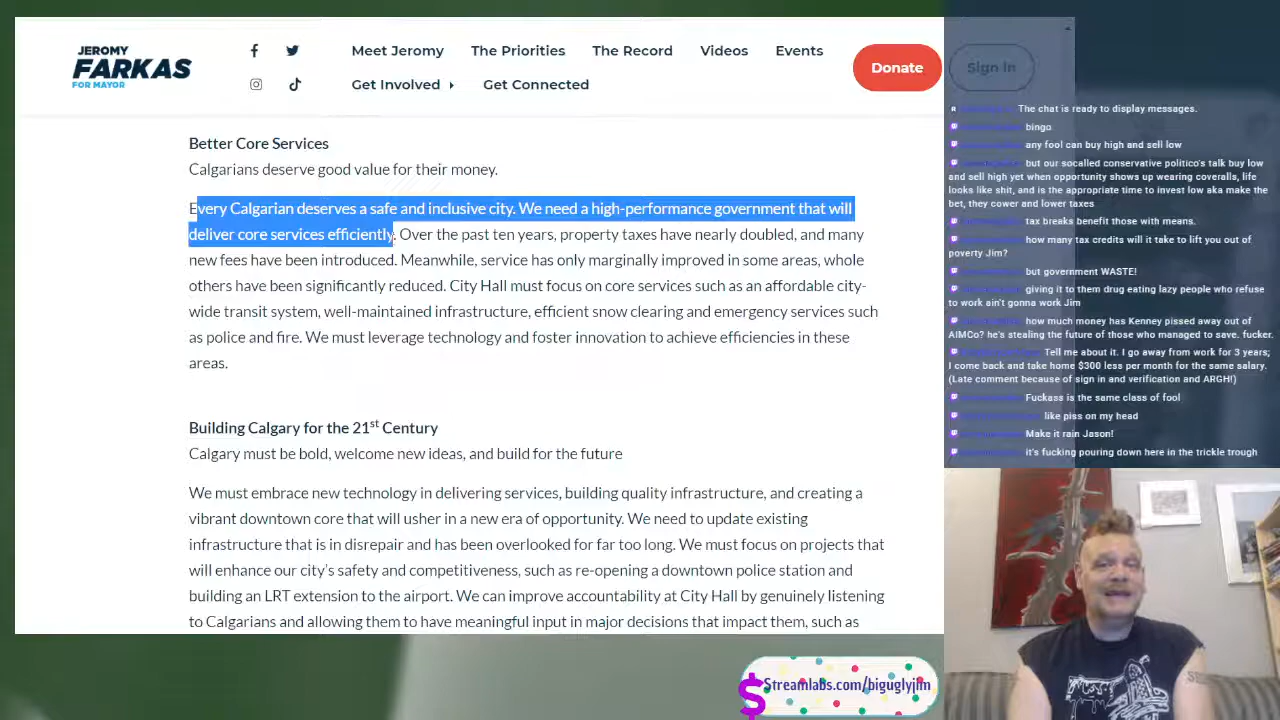 JEROMY
FARKAS
FOR MAYOR
Meet Jeromy
The Priorities
The Record
Videos
Events
Get Involved
Get Connected
Donate
Sign In
Better Core Services
Calgarians deserve good value for their money.
Every Calgarian deserves a safe and inclusive city. We need a high-performance government that will
deliver core services efficiently. Over the past ten years, property taxes have nearly doubled, and many
new fees have been introduced. Meanwhile, service has only marginally improved in some areas, whole
others have been significantly reduced. City Hall must focus on core services such as an affordable city-
wide transit system, well-maintained infrastructure, efficient snow clearing and emergency services such
as police and fire. We must leverage technology and foster innovation to achieve efficiencies in these
areas.
Building Calgary for the 21st Century
Calgary must be bold, welcome new ideas, and build for the future
We must embrace new technology in delivering services, building quality infrastructure, and creating a
vibrant downtown core that will usher in a new era of opportunity. We need to update existing
infrastructure that is in disrepair and has been overlooked for far too long. We must focus on projects that
will enhance our city's safety and competitiveness, such as re-opening a downtown police station and
building an LRT extension to the airport. We can improve accountability at City Hall by genuinely listening
to Calgarians and allowing them to have meaningful input in major decisions that impact them, such as
The chat is ready to display messages.
bingo
any fool can buy high and sell low
but our socalled conservative politico's talk buy low
and sell high yet when opportunity shows up wearing coveralls, life
looks like shit, and is the appropriate time to invest low aka make the
bet, they cower and lower taxes
tax breaks benefit those with means.
how many tax credits will it take to lift you out of
poverty Jim?
but government WASTE!
giving it to them drug eating lazy people who refuse
to work ain't gonna work Jim
how much money has Kenney pissed away out of
AIMCo? he's stealing the future of those who managed to save. fucker.
Tell me about it. I go away from work for 3 years;
I come back and take home $300 less per month for the same salary.
(Late comment because of sign in and verification and ARGH!)
Fuckass is the same class of fool
like piss on my head
Make it rain Jason!
it's fucking pouring down here in the trickle trough
$ Streamlabs.com/biguglyjim